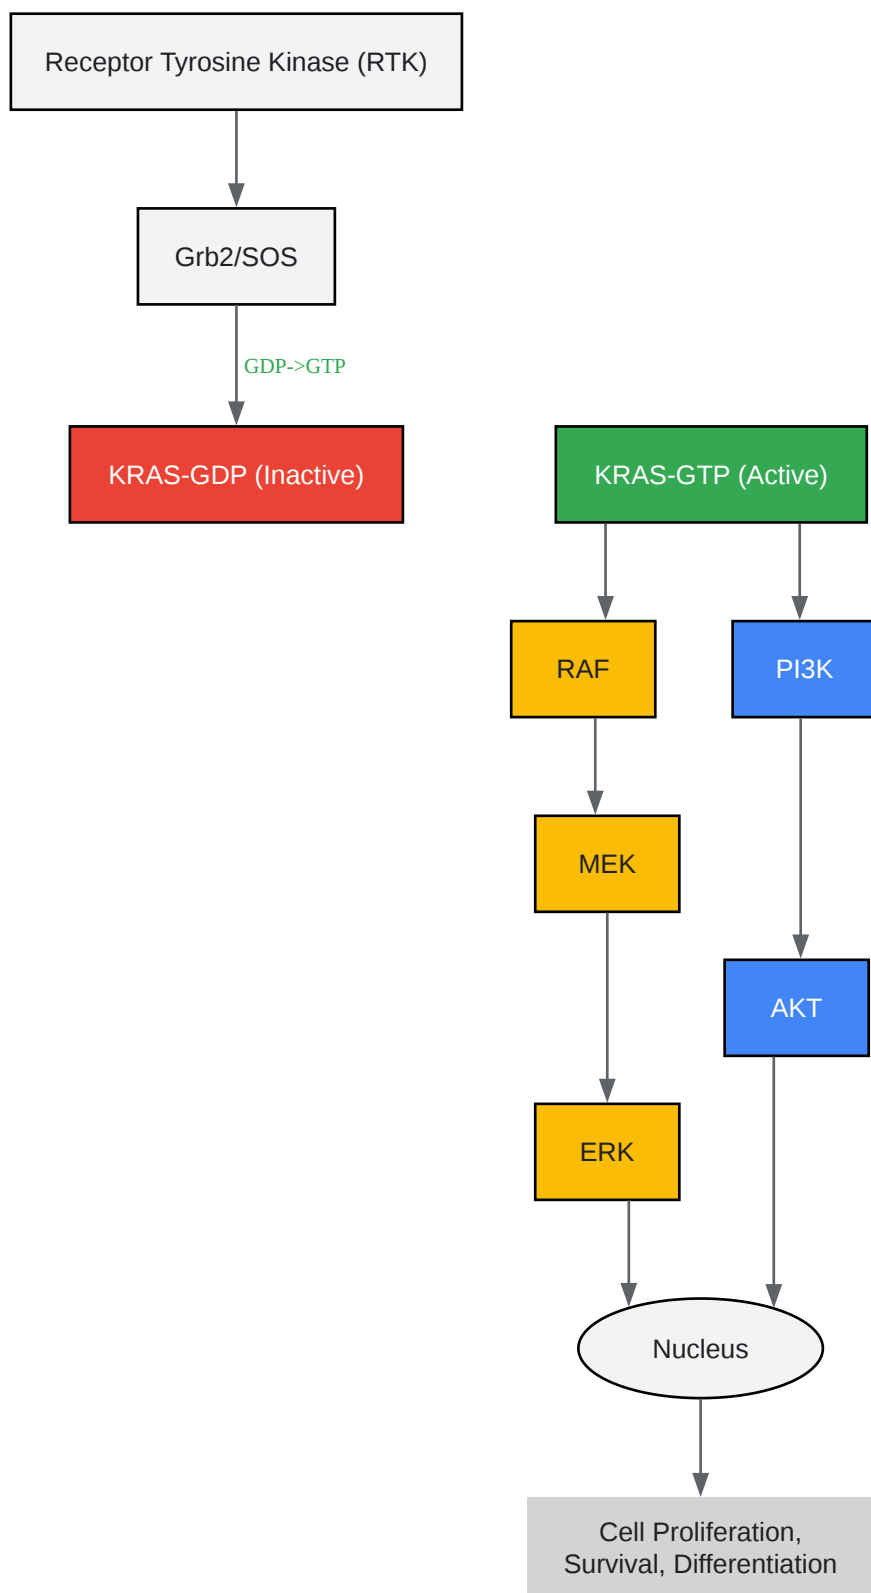 Receptor Tyrosine Kinase (RTK)
Grb2/SOS
GDP->GTP
KRAS-GDP (Inactive)
KRAS-GTP (Active)
RAF
PI3K
MEK
AKT
ERK
Nucleus
Cell Proliferation,
Survival, Differentiation